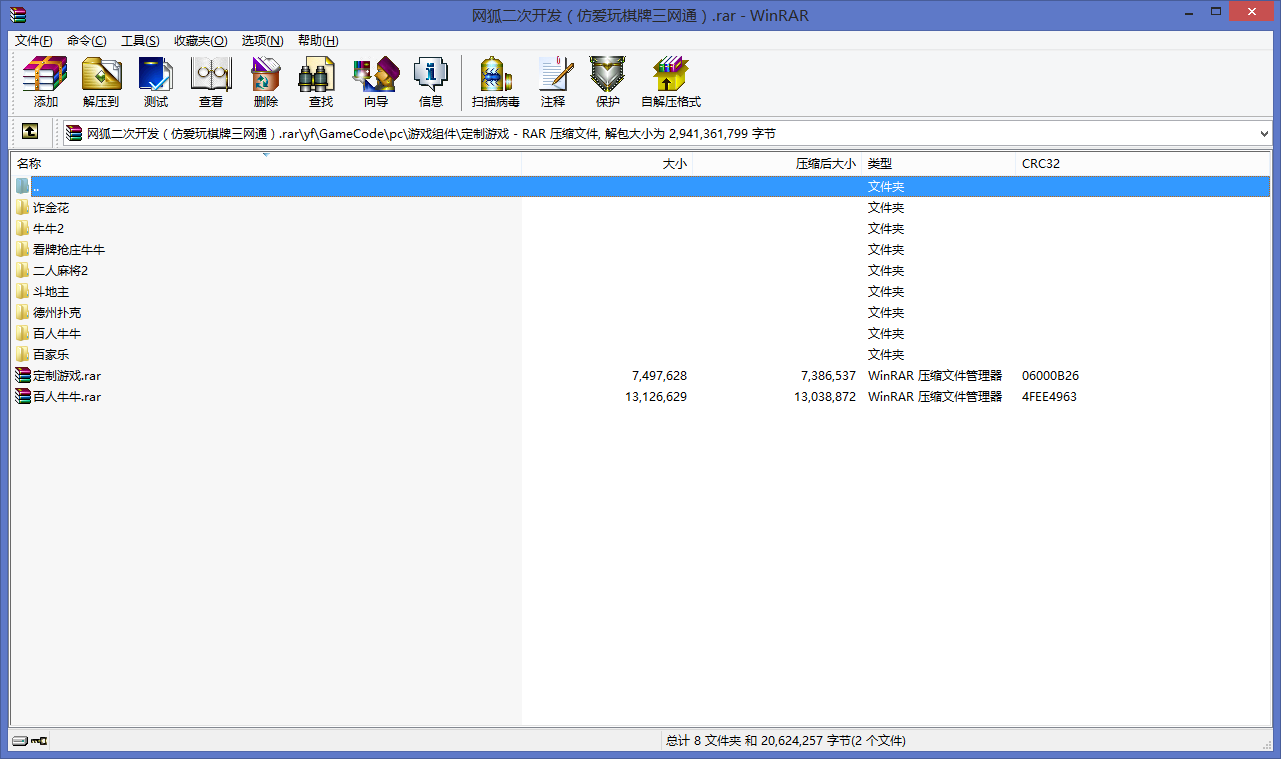 网狐二次开发（仿爱玩棋牌三网通）.rar - WinRAR
文件(F) 命令(C) 工具(S) 收藏夹(O) 选项(N) 帮助(H)
添加 解压到 测试 查看 删除 查找 向导 信息 扫描病毒 注释 保护 自解压格式
网狐二次开发（仿爱玩棋牌三网通）.rar\yf\GameCode\pc\游戏组件\定制游戏 - RAR 压缩文件, 解包大小为 2,941,361,799 字节
名称 大小 压缩后大小 类型 CRC32
.. 文件夹
诈金花 文件夹
牛牛2 文件夹
看牌抢庄牛牛 文件夹
二人麻将2 文件夹
斗地主 文件夹
德州扑克 文件夹
百人牛牛 文件夹
百家乐 文件夹
定制游戏.rar 7,497,628 7,386,537 WinRAR 压缩文件管理器 06000B26
百人牛牛.rar 13,126,629 13,038,872 WinRAR 压缩文件管理器 4FEE4963
总计 8 文件夹 和 20,624,257 字节(2 个文件)